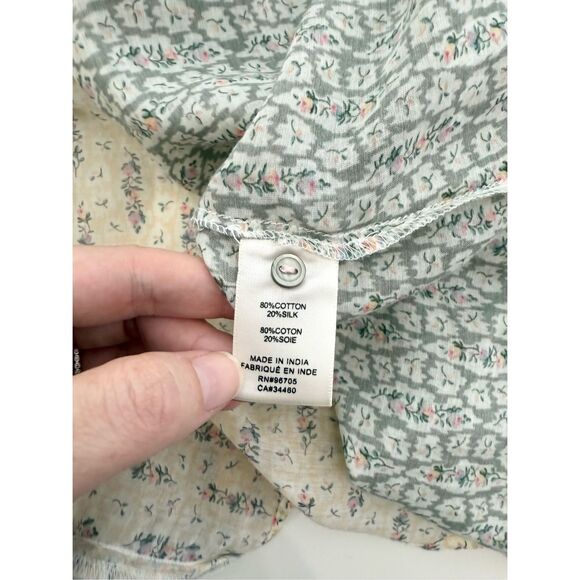 80%COTTON
20%SILK
80%COTON
20%SOIE
MADE IN INDIA
FABRIQUÉ EN INDE
RN#96705
CA#34460